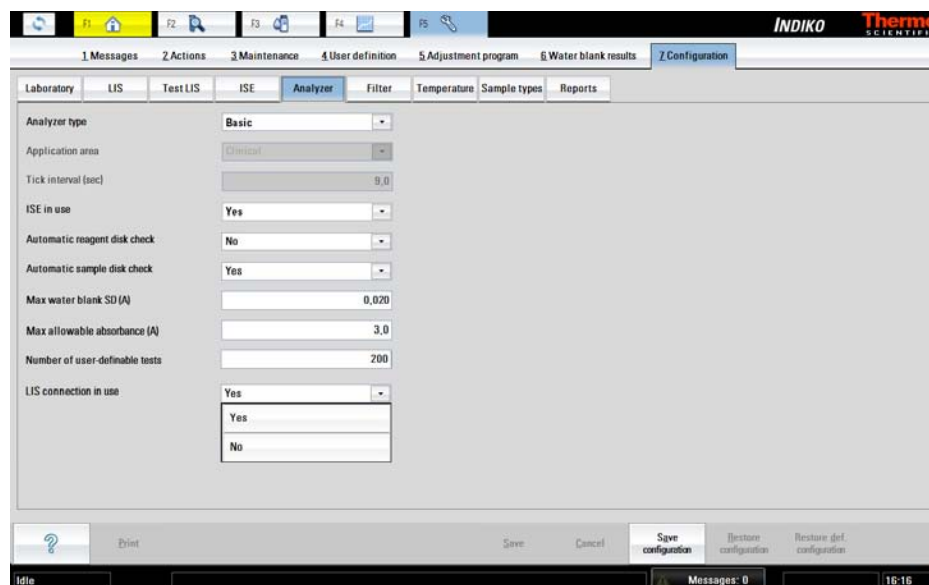 F1 F2 F3 F4 F5 INDIKO Thermo
SCIENTIFI
1 Messages 2 Actions 3 Maintenance 4 User definition 5 Adjustment program 6 Water blank results 7 Configuration
Laboratory LIS Test LIS ISE Analyzer Filter Temperature Sample types Reports
Analyzer type Basic
Application area Clinical
Tick interval (sec) 9,0
ISE in use Yes
Automatic reagent disk check No
Automatic sample disk check Yes
Max water blank SD (A) 0,020
Max allowable absorbance (A) 3,0
Number of user-definable tests 200
LIS connection in use Yes
Yes
No
? Print Save Cancel Save configuration Restore configuration Restore def. configuration
Idle Messages: 0 16:16